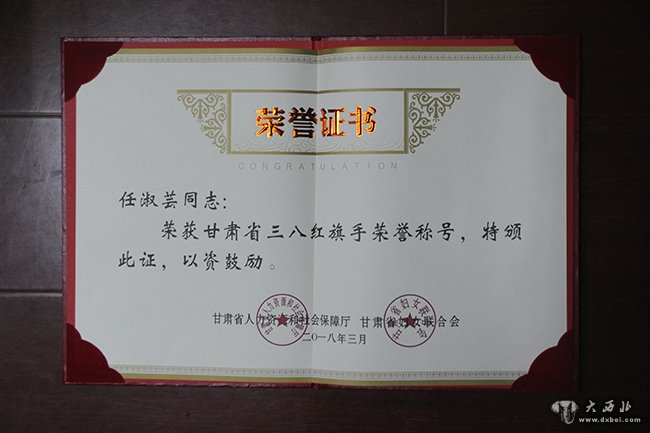 荣誉证书
CONGRATULATION
任淑芸同志：
荣获甘肃省三八红旗手荣誉称号，特颁
此证，以资鼓励。
甘肃省人力资源和社会保障厅 甘肃省妇女联合会
二〇一八年三月
大西北
www.dxbei.com